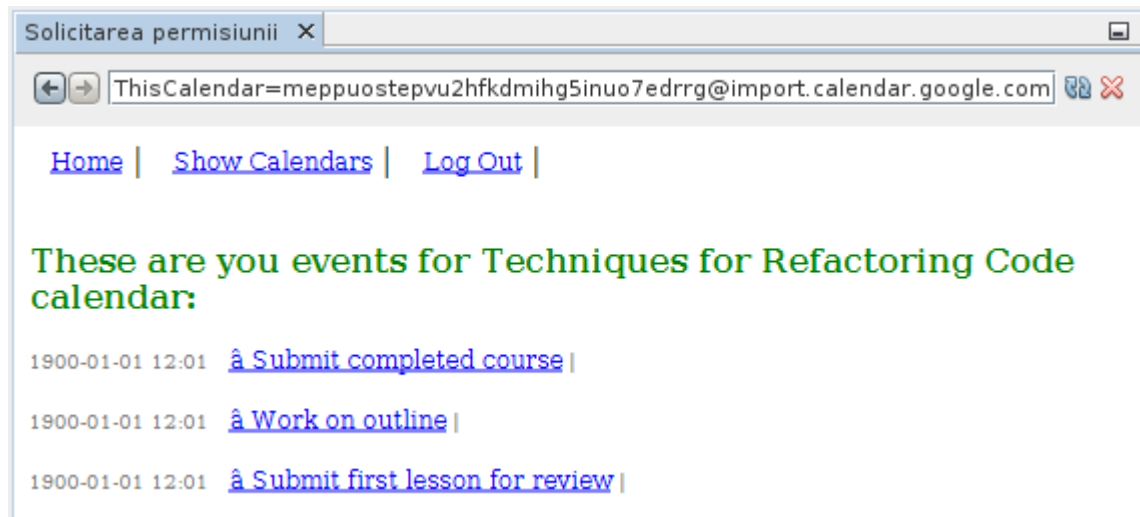 Solicitarea permisiunii
ThisCalendar=meppuostepvu2hfkdmihg5inuo7edrrg@import.calendar.google.com
Home | Show Calendars | Log Out |
These are you events for Techniques for Refactoring Code
calendar:
1900-01-01 12:01 â Submit completed course |
1900-01-01 12:01 â Work on outline |
1900-01-01 12:01 â Submit first lesson for review |